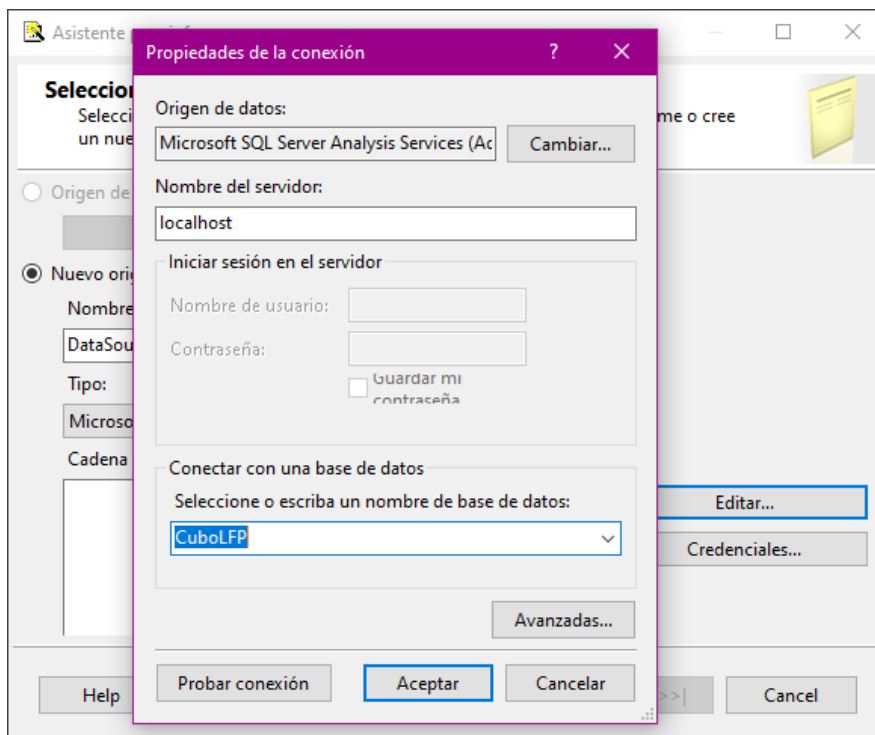 Asistente
Propiedades de la conexión
?
Seleccio
Selecci
un nue
me o cree
Origen de datos:
Microsoft SQL Server Analysis Services (Ac
Cambiar...
Nombre del servidor:
localhost
Origen de
Iniciar sesión en el servidor
Nombre de usuario:
Contraseña:
Guardar mi
contraseña
Nuevo orig
Nombre
DataSou
Tipo:
Microso
Cadena
Conectar con una base de datos
Seleccione o escriba un nombre de base de datos:
CuboLFP
Editar...
Credenciales...
Avanzadas...
Help
Probar conexión
Aceptar
Cancelar
>>|
Cancel